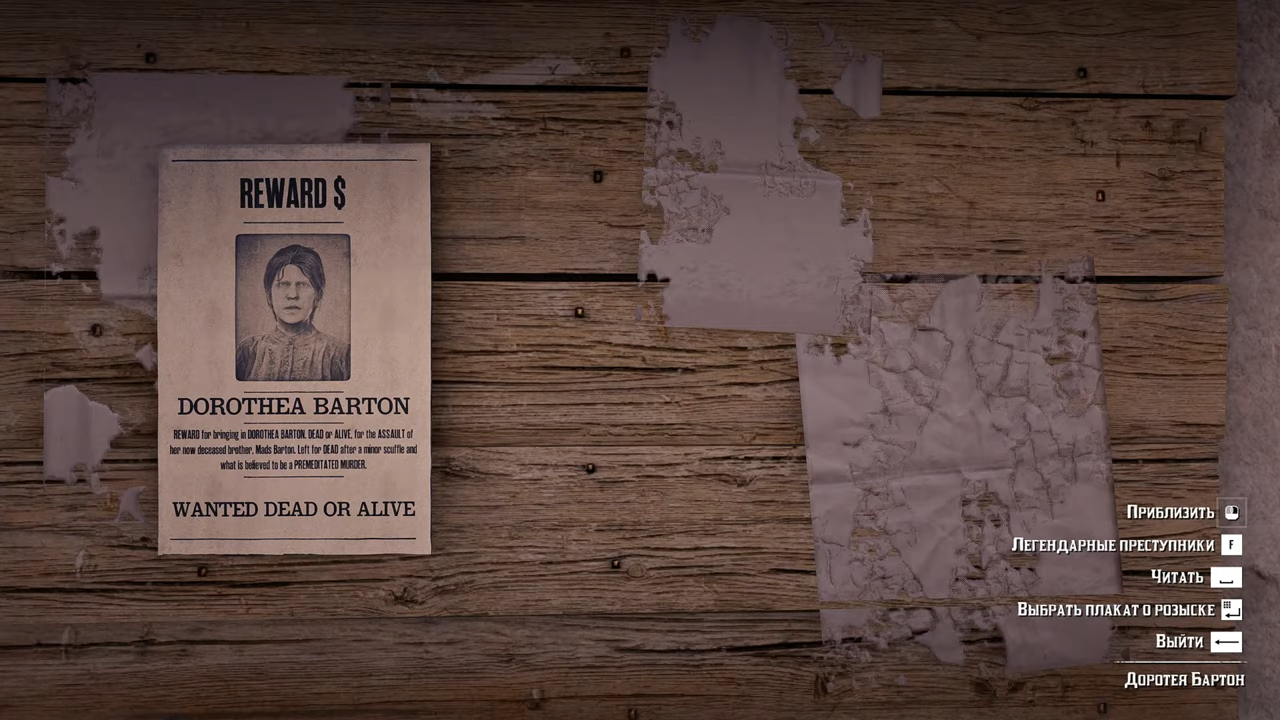 REWARD $
DOROTHEA BARTON
REWARD for bringing in DOROTHEA BARTON. DEAD or ALIVE, for the ASSAULT of
her now deceased brother, Mads Barton. Left for DEAD after a minor scuffle and
what is believed to be a PREMEDITATED MURDER.
WANTED DEAD OR ALIVE
Приблизить
Легендарные преступники F
Читать
Выбрать плакат о розыске
Выйти
Доротея Бартон